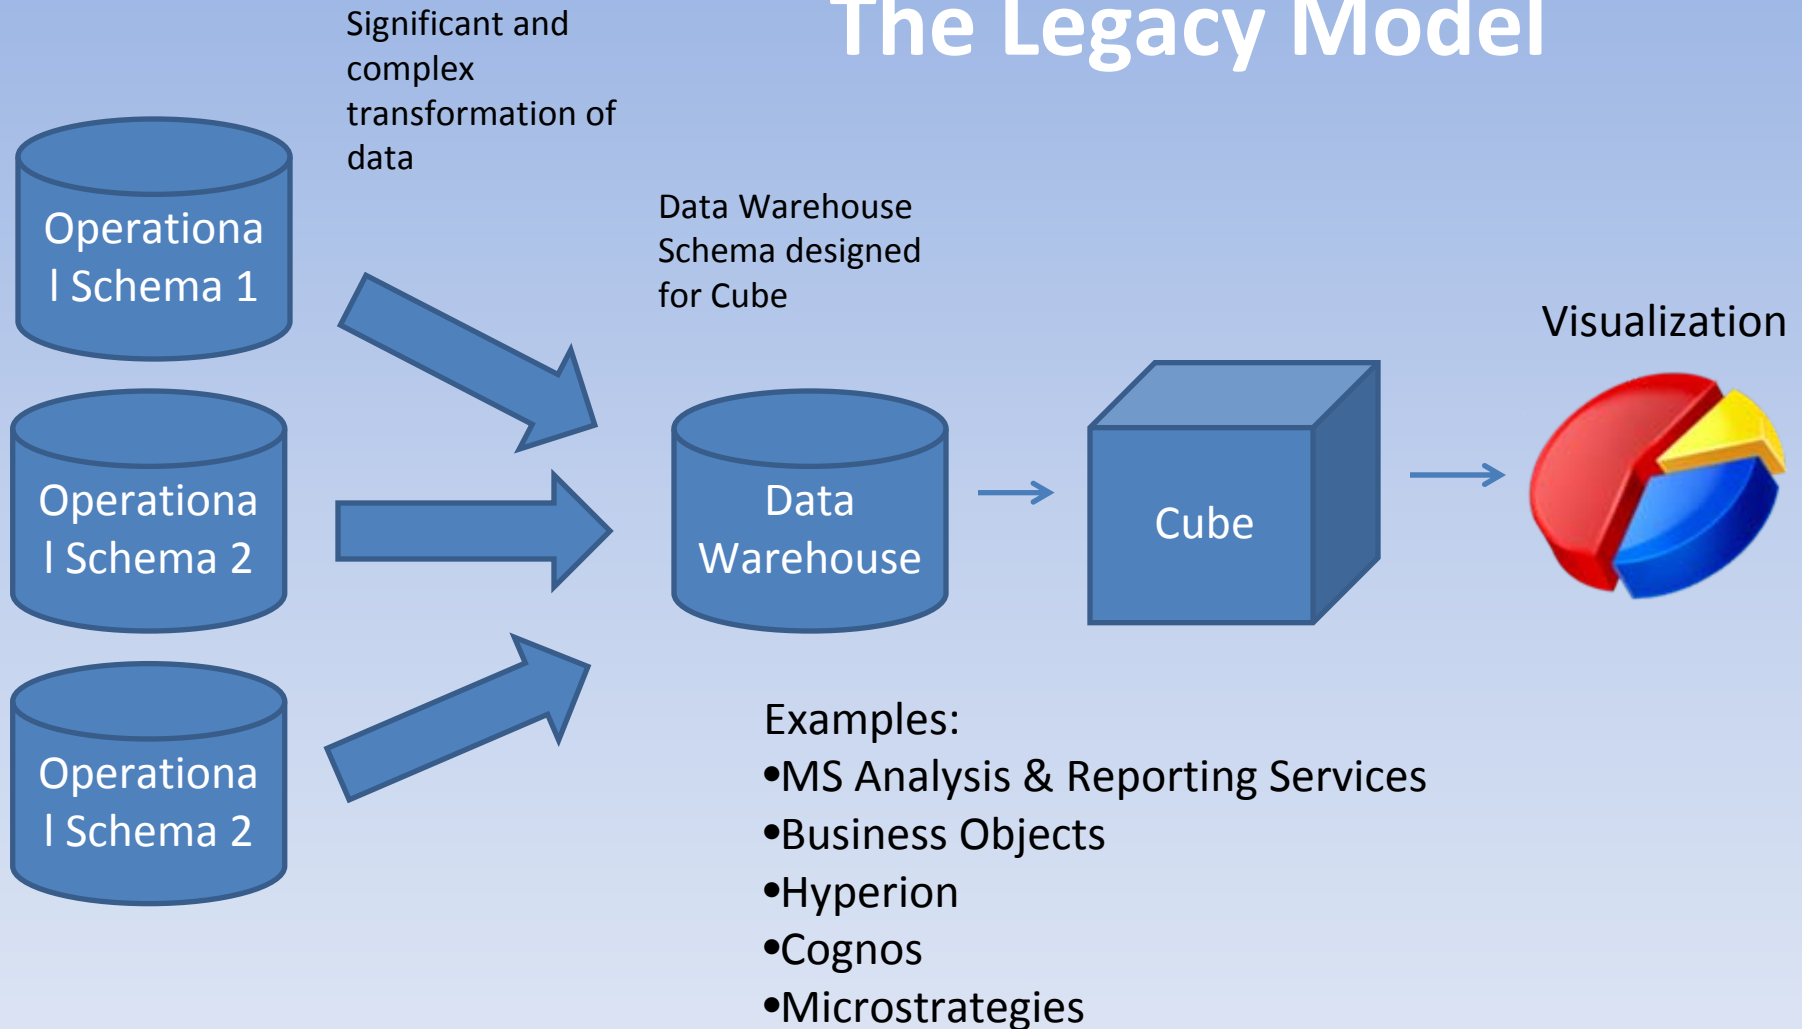 The Legacy Model
Significant and
complex
transformation of
data
Operationa
l Schema 1
Data Warehouse
Schema designed
for Cube
Visualization
Operationa
l Schema 2
Data
Warehouse
Cube
Operationa
l Schema 2
Examples:
•MS Analysis & Reporting Services
•Business Objects
•Hyperion
•Cognos
•Microstrategies